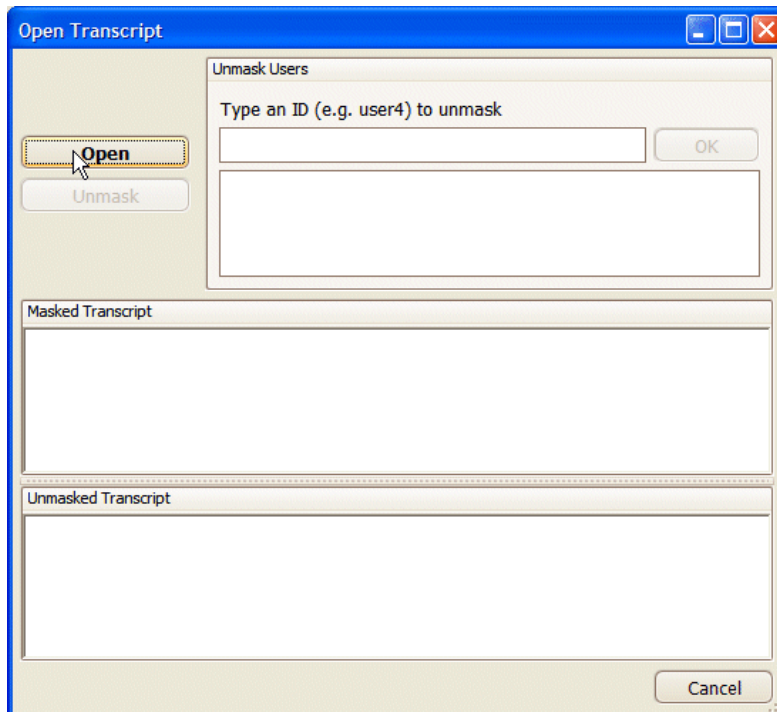 Open Transcript
Unmask Users
Type an ID (e.g. user4) to unmask
OK
Open
Unmask
Masked Transcript
Unmasked Transcript
Cancel